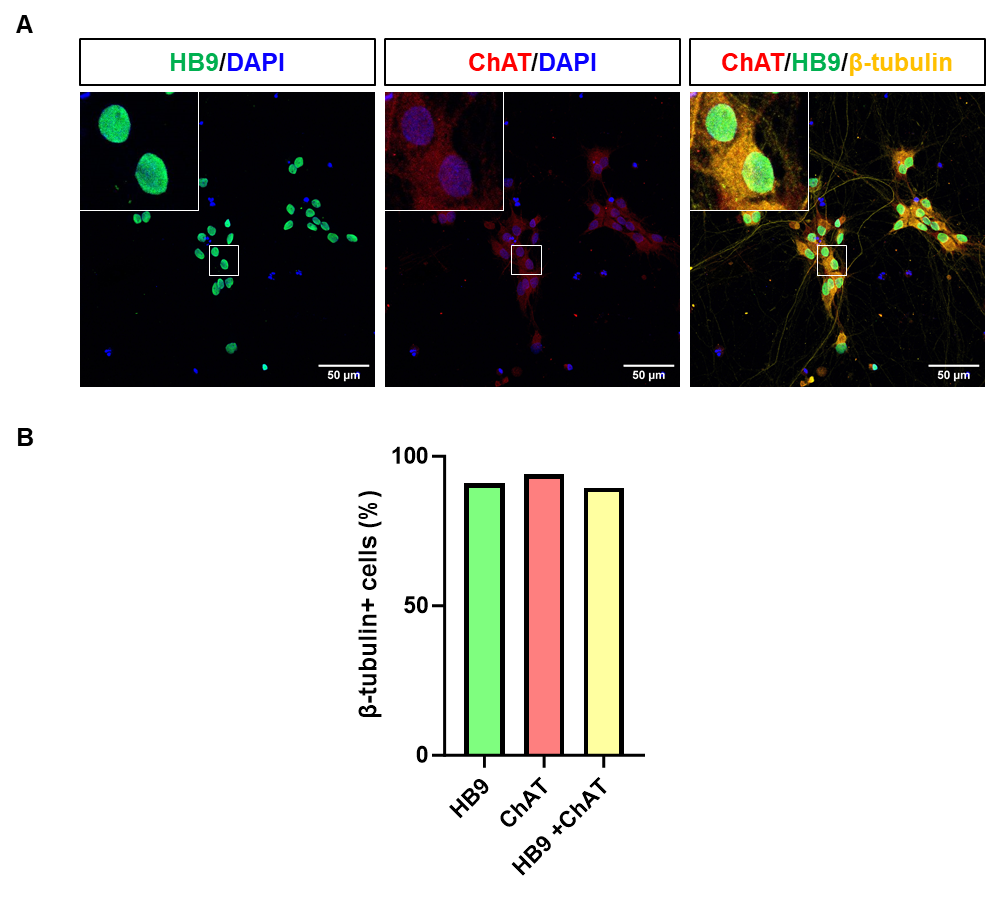 A
HB9/DAPI
ChAT/DAPI
ChAT/HB9/β-tubulin
50 µm
50 µm
50 µm
B
β-tubulin+ cells (%)
100
50
0
HB9
ChAT
HB9 +ChAT